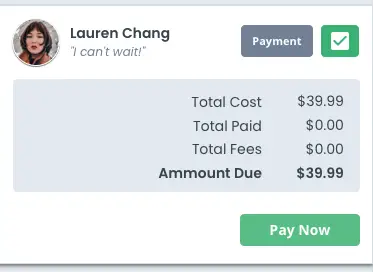 Lauren Chang
"I can't wait!"
Payment
Total Cost $39.99
Total Paid $0.00
Total Fees $0.00
Ammount Due $39.99
Pay Now